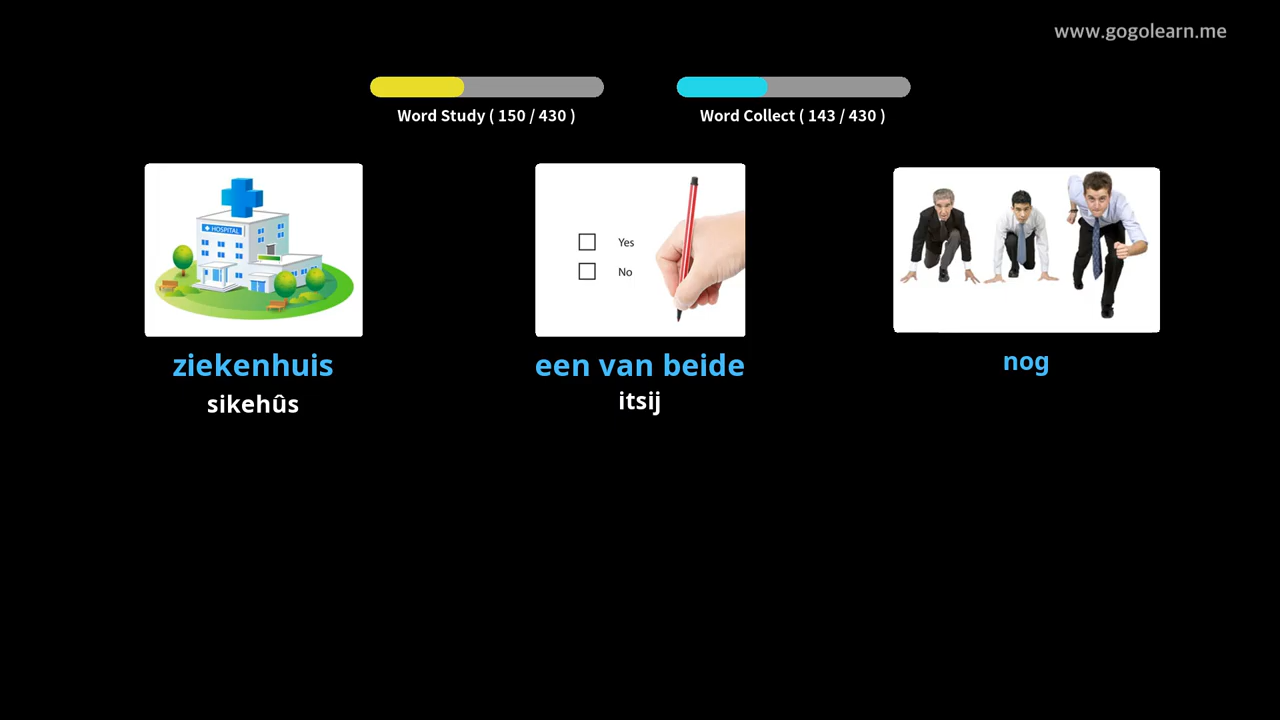 www.gogolearn.me
Word Study ( 150 / 430 )
Word Collect ( 143 / 430 )
HOSPITAL
Yes
No
ziekenhuis
een van beide
nog
sikehûs
itsij